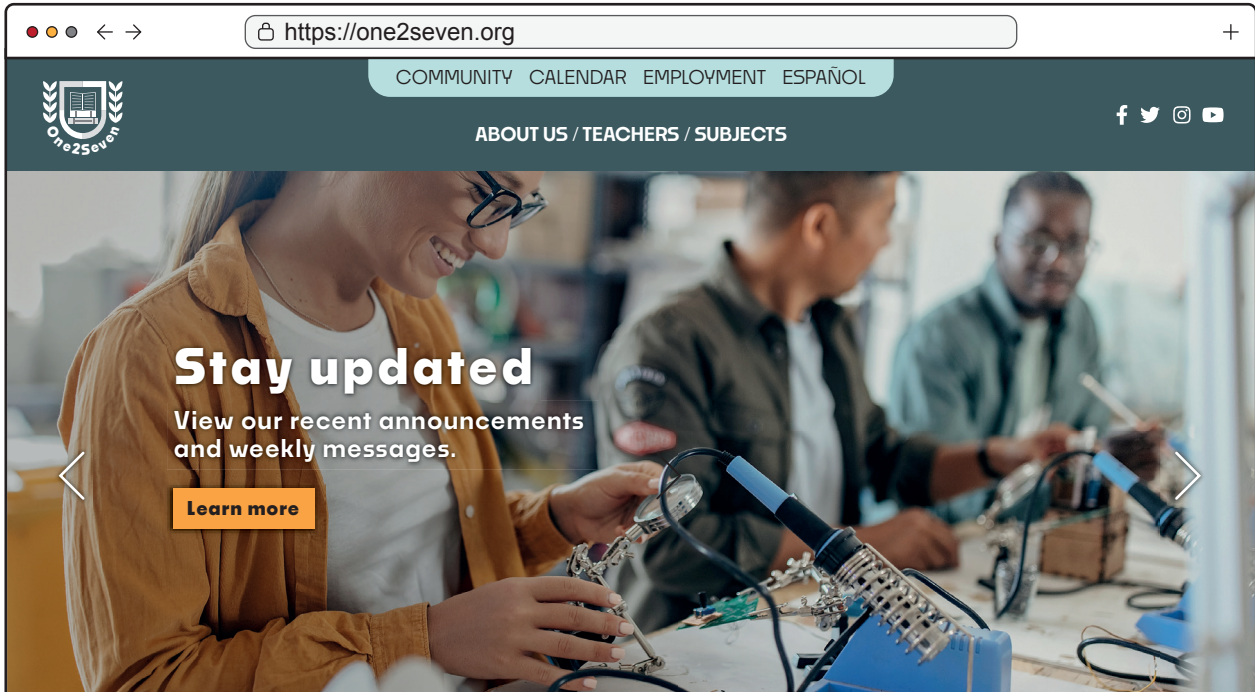 https://one2seven.org
COMMUNITY CALENDAR EMPLOYMENT ESPAÑOL
One2Seven
ABOUT US / TEACHERS / SUBJECTS
Stay updated
View our recent announcements
and weekly messages.
Learn more